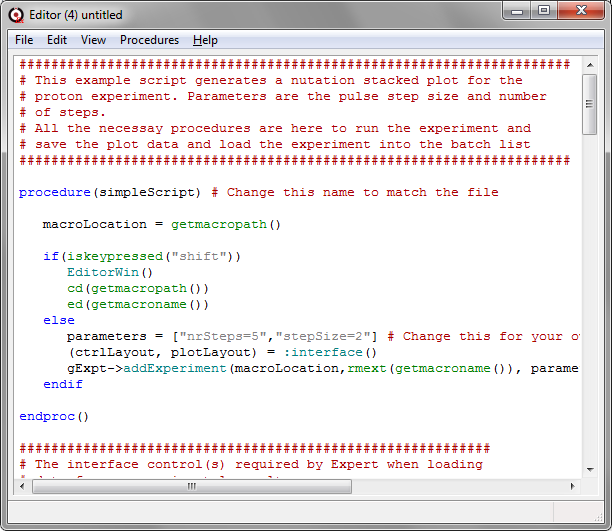 Editor (4) untitled
File Edit View Procedures Help
#####################################################################
# This example script generates a nutation stacked plot for the
# proton experiment. Parameters are the pulse step size and number
# of steps.
# All the necessay procedures are here to run the experiment and
# save the plot data and load the experiment into the batch list
#####################################################################
procedure(simpleScript) # Change this name to match the file
macroLocation = getmacropath()
if(iskeypressed("shift"))
EditorWin()
cd(getmacropath())
ed(getmacroname())
else
parameters = ["nrSteps=5","stepSize=2"] # Change this for your
(ctrlLayout, plotLayout) = :interface()
gExpt->addExperiment(macroLocation,rmext(getmacroname()), parame
endif
endproc()
###########################################################
# The interface control(s) required by Expert when loading